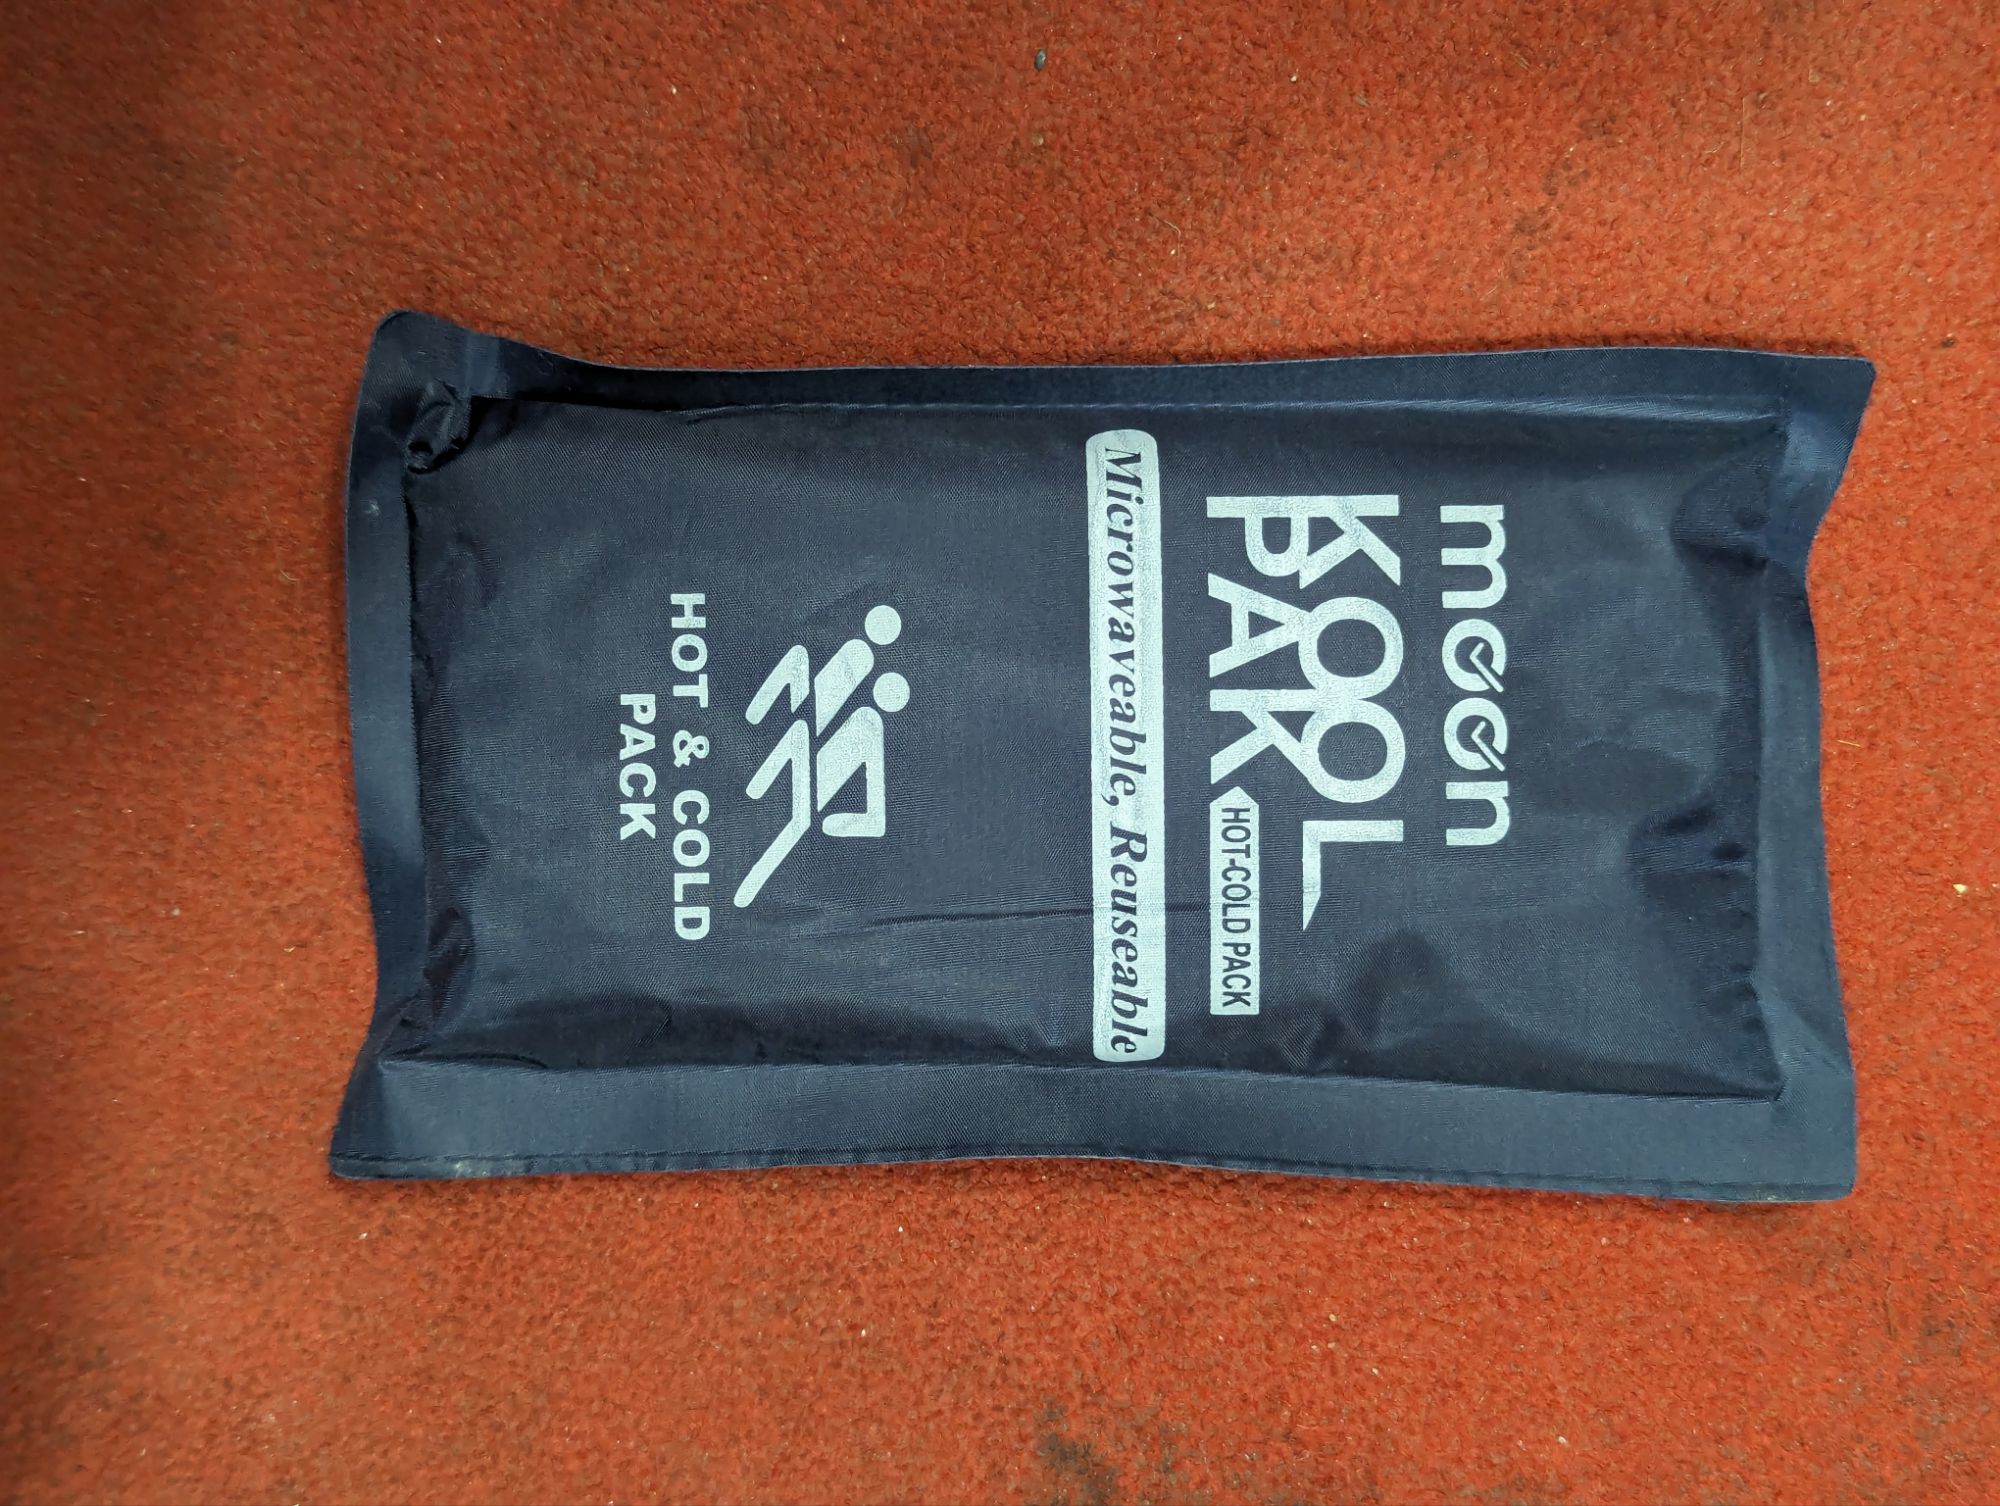 moon
KOOL
PAK
HOT-COLD PACK
Microwaveable, Reuseable
HOT & COLD
PACK